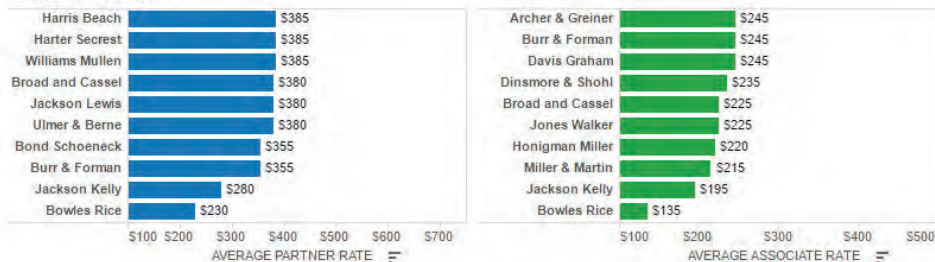 Harris Beach $385
Harter Secrest $385
Williams Mullen $385
Broad and Cassel $380
Jackson Lewis $380
Ulmer & Berne $380
Bond Schoeneck $355
Burr & Forman $355
Jackson Kelly $280
Bowles Rice $230
$100 $200 $300 $400 $500 $600 $700
AVERAGE PARTNER RATE
Archer & Greiner $245
Burr & Forman $245
Davis Graham $245
Dinsmore & Shohl $235
Broad and Cassel $225
Jones Walker $225
Honigman Miller $220
Miller & Martin $215
Jackson Kelly $195
Bowles Rice $135
$100 $200 $300 $400 $500
AVERAGE ASSOCIATE RATE